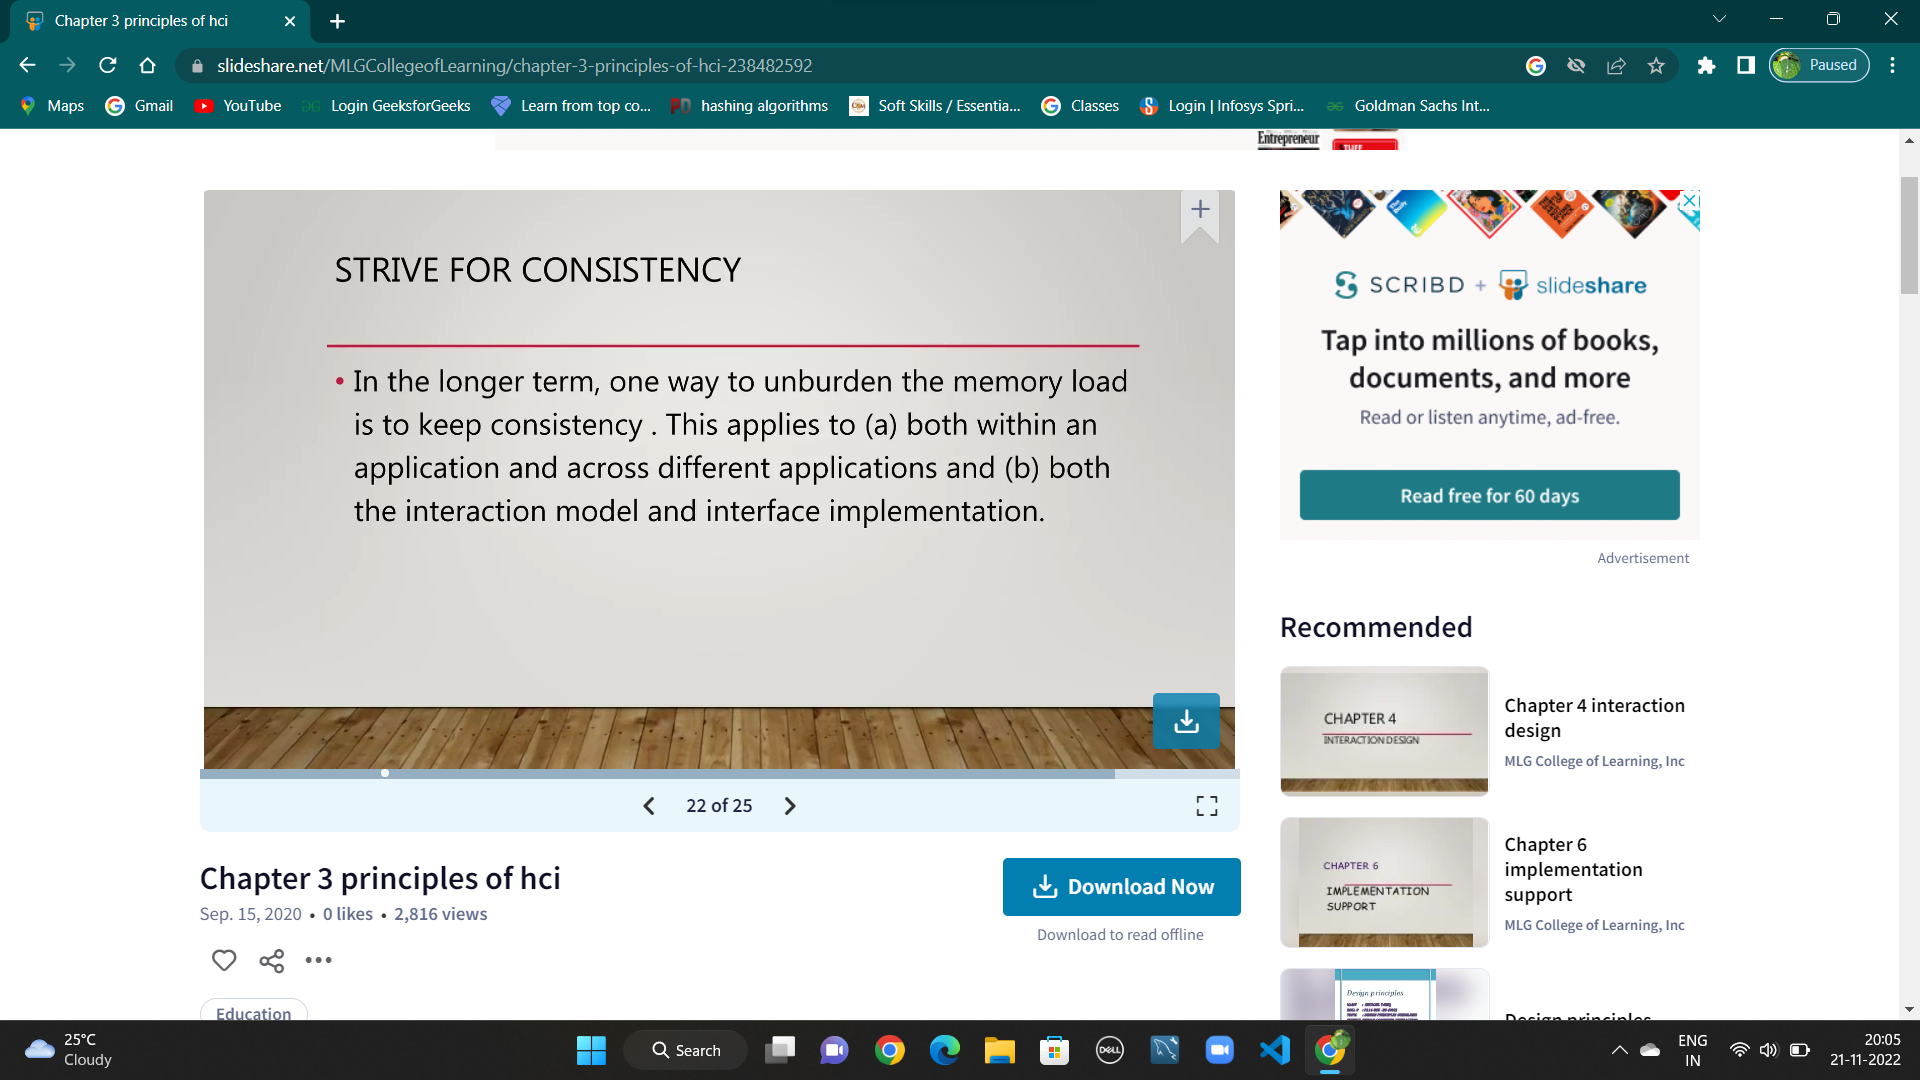 Chapter 3 principles of hci
slideshare.net/MLGCollegeofLearning/chapter-3-principles-of-hci-238482592
Paused
Maps
Gmail
YouTube
Login GeeksforGeeks
Learn from top co...
hashing algorithms
Soft Skills / Essentia...
Classes
Login | Infosys Spri...
Goldman Sachs Int...
Entrepreneur
STRIVE FOR CONSISTENCY
• In the longer term, one way to unburden the memory load
is to keep consistency . This applies to (a) both within an
application and across different applications and (b) both
the interaction model and interface implementation.
22 of 25
Chapter 3 principles of hci
Sep. 15, 2020 • 0 likes • 2,816 views
Download Now
Download to read offline
Education
SCRIBD + slideshare
Tap into millions of books,
documents, and more
Read or listen anytime, ad-free.
Read free for 60 days
Advertisement
Recommended
CHAPTER 4
INTERACTION DESIGN
Chapter 4 interaction
design
MLG College of Learning, Inc
CHAPTER 6
IMPLEMENTATION
SUPPORT
Chapter 6
implementation
support
MLG College of Learning, Inc
Design principles
Design principles
25°C
Cloudy
Search
DELL
ENG
IN
20:05
21-11-2022